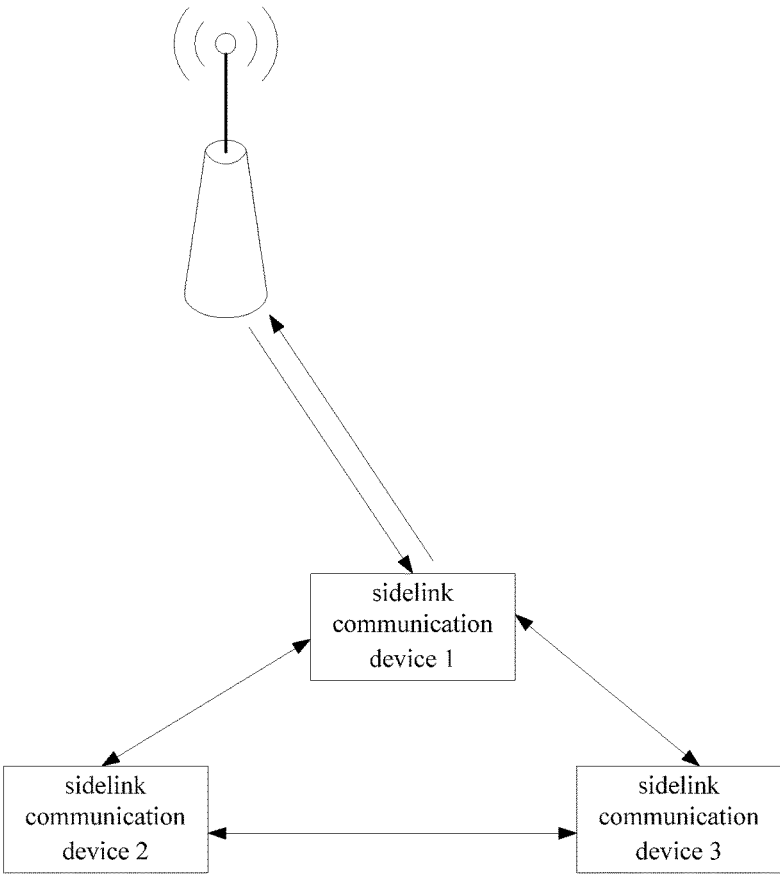 sidelink
communication
device 1
sidelink
communication
device 2
sidelink
communication
device 3